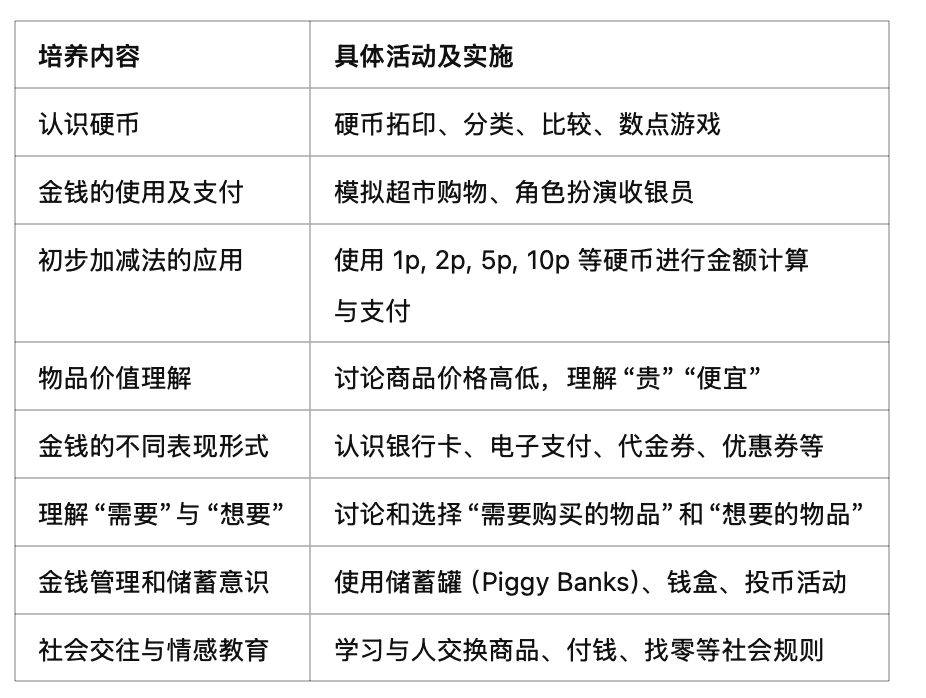 培养内容
具体活动及实施
认识硬币
硬币拓印、分类、比较、数点游戏
金钱的使用及支付
模拟超市购物、角色扮演收银员
初步加减法的应用
使用 1p, 2p, 5p, 10p 等硬币进行金额计算
与支付
物品价值理解
讨论商品价格高低，理解 “贵” “便宜”
金钱的不同表现形式
认识银行卡、电子支付、代金券、优惠券等
理解 “需要” 与 “想要”
讨论和选择 “需要购买的物品” 和 “想要的物品”
金钱管理和储蓄意识
使用储蓄罐 (Piggy Banks)、钱盒、投币活动
社会交往与情感教育
学习与人交换商品、付钱、找零等社会规则